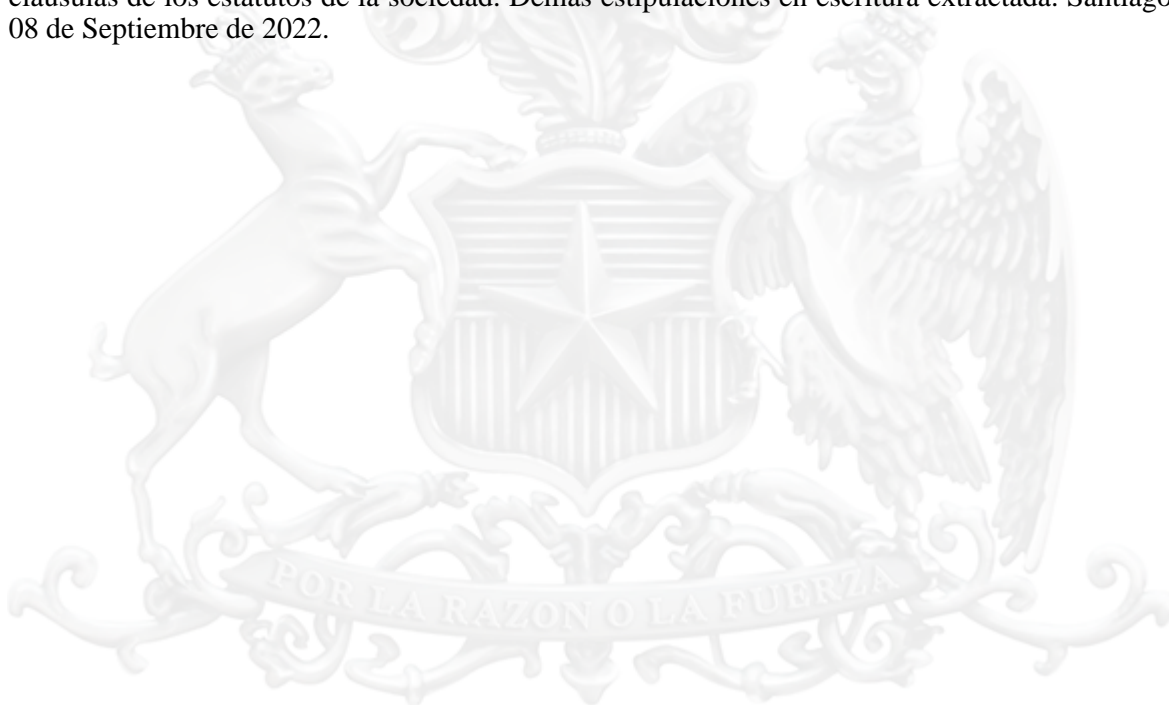 cláusulas de los estatutos de la sociedad. Demás estipulaciones en escritura extractada. Santiago
08 de Septiembre de 2022.
POR LA RAZON O LA FUERZA